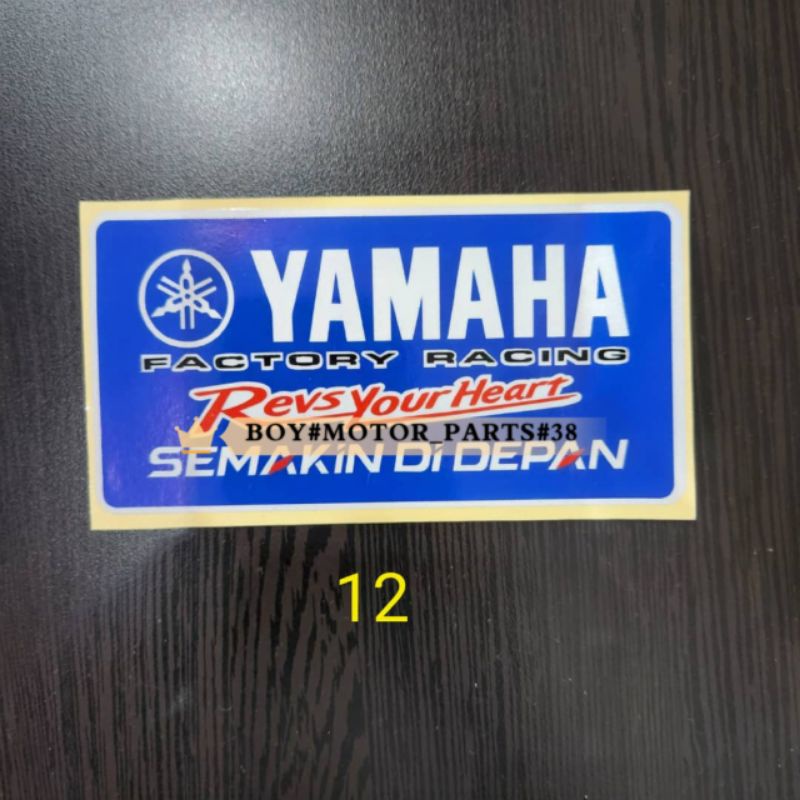 YAMAHA
FACTORY RACING
Revs Your Heart
BOY#MOTOR_PARTS#38
SEMAKIN DI DEPAN
12